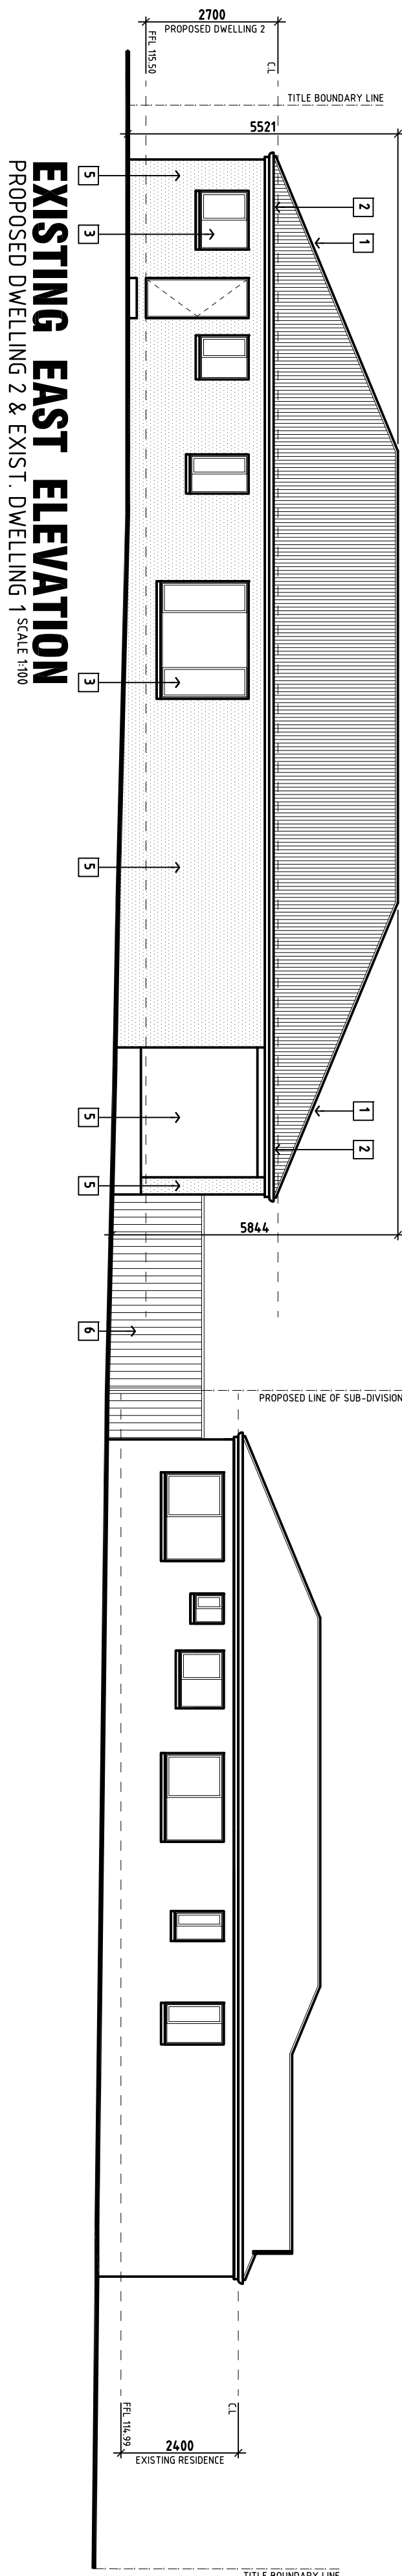 2700
PROPOSED DWELLING 2
FFL 115.50
C.L
TITLE BOUNDARY LINE
5521
5
3
2
1
3
5
5
1
2
5
5844
6
PROPOSED LINE OF SUB-DIVISION
FFL 114.99
C.L
2400
EXISTING RESIDENCE
TITLE BOUNDARY LINE
EXISTING EAST ELEVATION
PROPOSED DWELLING 2 & EXIST. DWELLING 1 SCALE 1:100